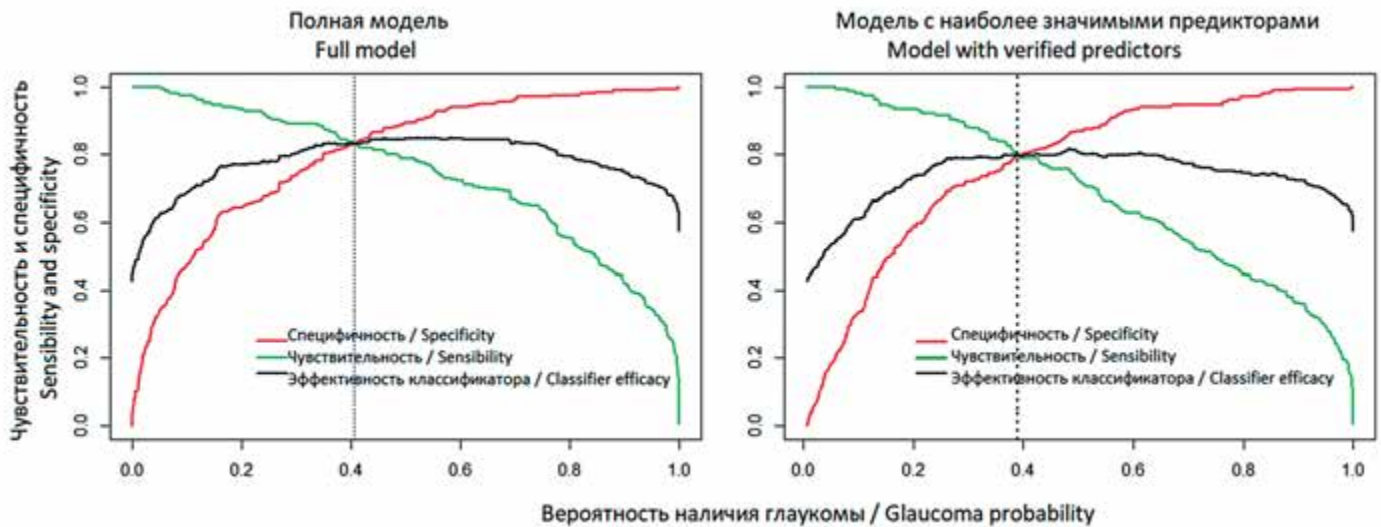 Полная модель
Full model
Модель с наиболее значимыми предикторами
Model with verified predictors
Чувствительность и специфичность
Sensibility and specificity
1.0
0.8
0.6
0.4
0.2
0.0
Специфичность / Specificity
Чувствительность / Sensibility
Эффективность классификатора / Classifier efficacy
0.0 0.2 0.4 0.6 0.8 1.0
1.0
0.8
0.6
0.4
0.2
0.0
Специфичность / Specificity
Чувствительность / Sensibility
Эффективность классификатора / Classifier efficacy
0.0 0.2 0.4 0.6 0.8 1.0
Вероятность наличия глаукомы / Glaucoma probability